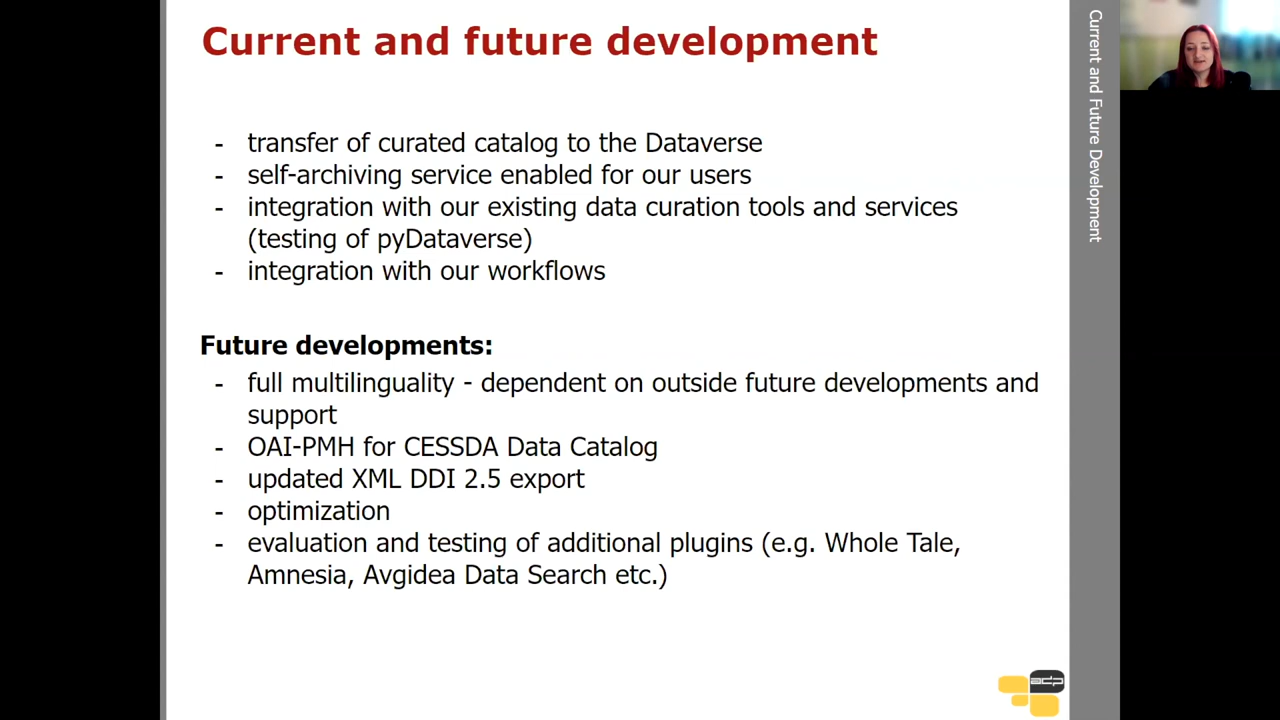 Current and future development
- transfer of curated catalog to the Dataverse
- self-archiving service enabled for our users
- integration with our existing data curation tools and services
(testing of pyDataverse)
- integration with our workflows
Future developments:
- full multilinguality - dependent on outside future developments and
support
- OAI-PMH for CESSDA Data Catalog
- updated XML DDI 2.5 export
- optimization
- evaluation and testing of additional plugins (e.g. Whole Tale,
Amnesia, Avgidea Data Search etc.)
Current and Future Development
adp